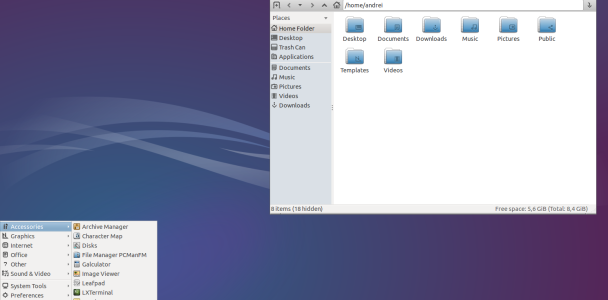 /home/andrei
Places
Home Folder
Desktop
Trash Can
Applications
Documents
Music
Pictures
Videos
Downloads
Desktop Documents Downloads Music Pictures Public
Templates Videos
8 items (18 hidden) Free space: 5,6 GiB (Total: 8,4 GiB)
Accessories
Graphics
Internet
Office
Other
Sound & Video
System Tools
Preferences
Archive Manager
Character Map
Disks
File Manager PCManFM
Galculator
Image Viewer
Leafpad
LXTerminal